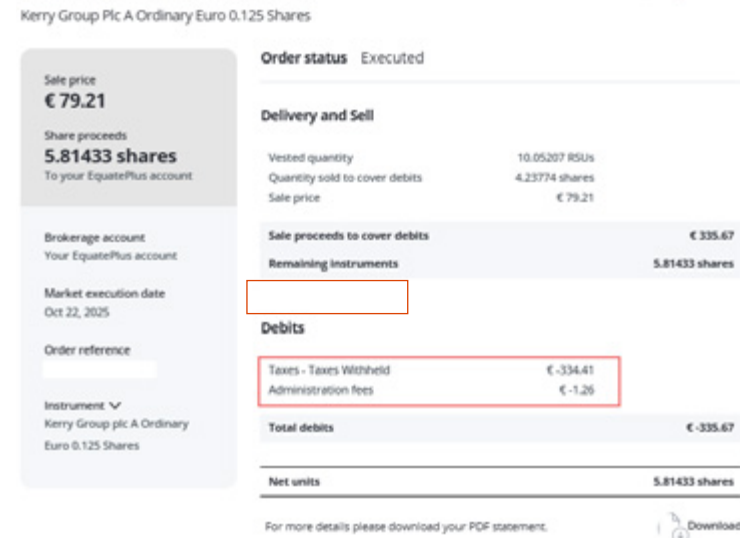 Kerry Group Plc A Ordinary Euro 0.125 Shares
Sale price
€ 79.21
Share proceeds
5.81433 shares
To your EquatePlus account
Brokerage account
Your EquatePlus account
Market execution date
Oct 22, 2025
Order reference
Instrument
Kerry Group plc A Ordinary
Euro 0.125 Shares
Order status Executed
Delivery and Sell
Vested quantity 10.05207 RSUs
Quantity sold to cover debits 4.23774 shares
Sale price € 79.21
Sale proceeds to cover debits € 335.67
Remaining instruments 5.81433 shares
Debits
Taxes - Taxes Withheld € -334.41
Administration fees € -1.26
Total debits € -335.67
Net units 5.81433 shares
For more details please download your PDF statement.
Download